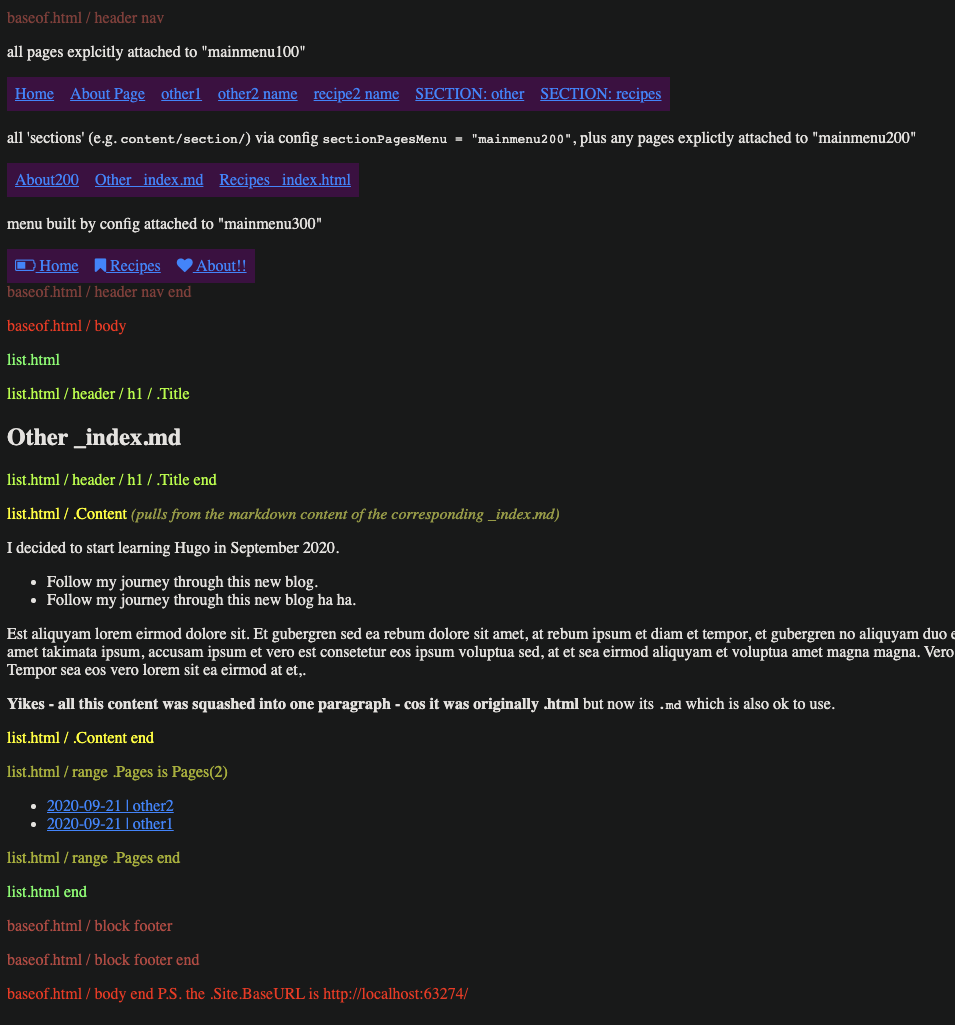 baseof.html / header nav
all pages explcitly attached to "mainmenu100"
Home About Page other1 other2 name recipe2 name SECTION: other SECTION: recipes
all 'sections' (e.g. content/section/) via config sectionPagesMenu = "mainmenu200", plus any pages explictly attached to "mainmenu200"
About200 Other _index.md Recipes _index.html
menu built by config attached to "mainmenu300"
Home Recipes About!!
baseof.html / header nav end
baseof.html / body
list.html
list.html / header / h1 / .Title
Other _index.md
list.html / header / h1 / .Title end
list.html / .Content (pulls from the markdown content of the corresponding _index.md)
I decided to start learning Hugo in September 2020.
• Follow my journey through this new blog.
• Follow my journey through this new blog ha ha.
Est aliquyam lorem eirmod dolore sit. Et gubergren sed ea rebum dolore sit amet, at rebum ipsum et diam et tempor, et gubergren no aliquyam duo
amet takimata ipsum, accusam ipsum et vero est consetetur eos ipsum voluptua sed, at et sea eirmod aliquyam et voluptua amet magna magna. Vero
Tempor sea eos vero lorem sit ea eirmod at et,.
Yikes - all this content was squashed into one paragraph - cos it was originally .html but now its .md which is also ok to use.
list.html / .Content end
list.html / range .Pages is Pages(2)
• 2020-09-21 | other2
• 2020-09-21 | other1
list.html / range .Pages end
list.html end
baseof.html / block footer
baseof.html / block footer end
baseof.html / body end P.S. the .Site.BaseURL is http://localhost:63274/